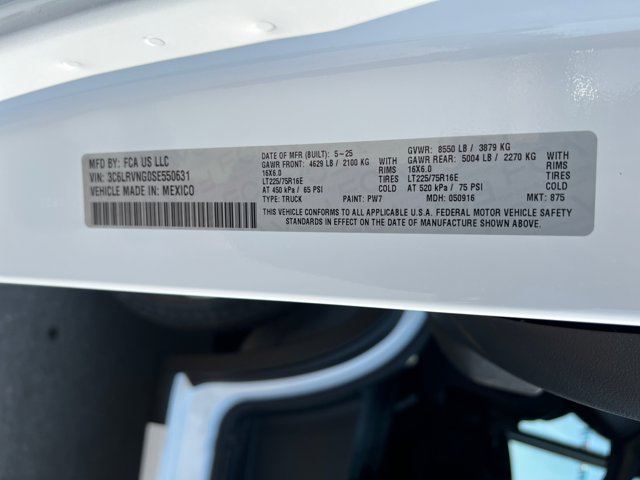 MFD BY: FCA US LLC
VIN: 3C6LRVNG0SE550631
VEHICLE MADE IN: MEXICO
DATE OF MFR (BUILT): 5-25
GAWR FRONT: 4629 LB / 2100 KG WITH
16X6.0 RIMS
LT225/75R16E TIRES
AT 450 kPa / 65 PSI COLD
TYPE: TRUCK PAINT: PW7
GVWR: 8550 LB / 3879 KG
GAWR REAR: 5004 LB / 2270 KG WITH
16X6.0 RIMS
LT225/75R16E TIRES
AT 520 kPa / 75 PSI COLD
MDH: 050916 MKT: 875
THIS VEHICLE CONFORMS TO ALL APPLICABLE U.S.A. FEDERAL MOTOR VEHICLE SAFETY
STANDARDS IN EFFECT ON THE DATE OF MANUFACTURE SHOWN ABOVE.